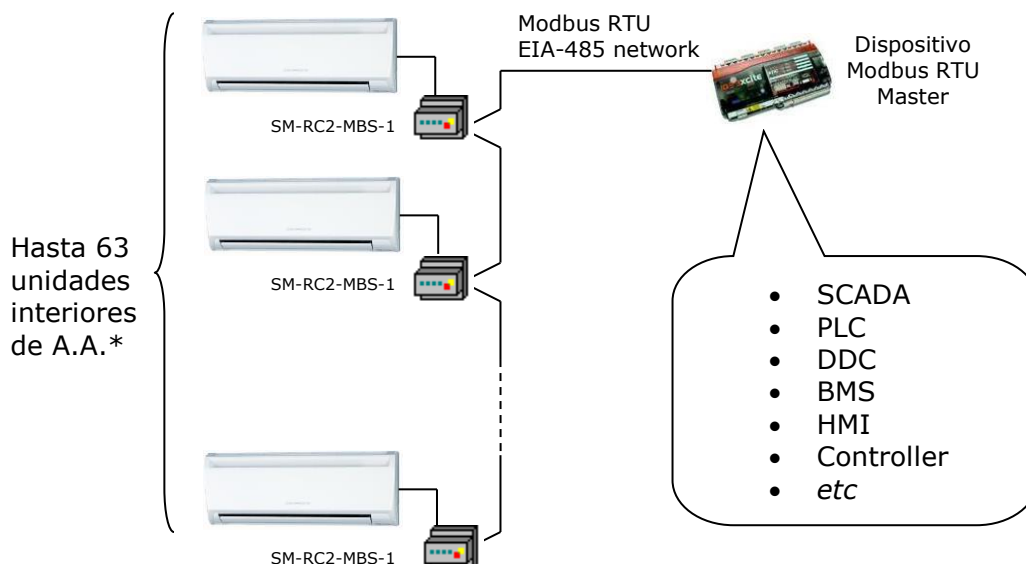 Modbus RTU
EIA-485 network
Dispositivo
Modbus RTU
Master
SM-RC2-MBS-1
SM-RC2-MBS-1
Hasta 63
unidades
interiores
de A.A.*
• SCADA
• PLC
• DDC
• BMS
• HMI
• Controller
• etc
SM-RC2-MBS-1